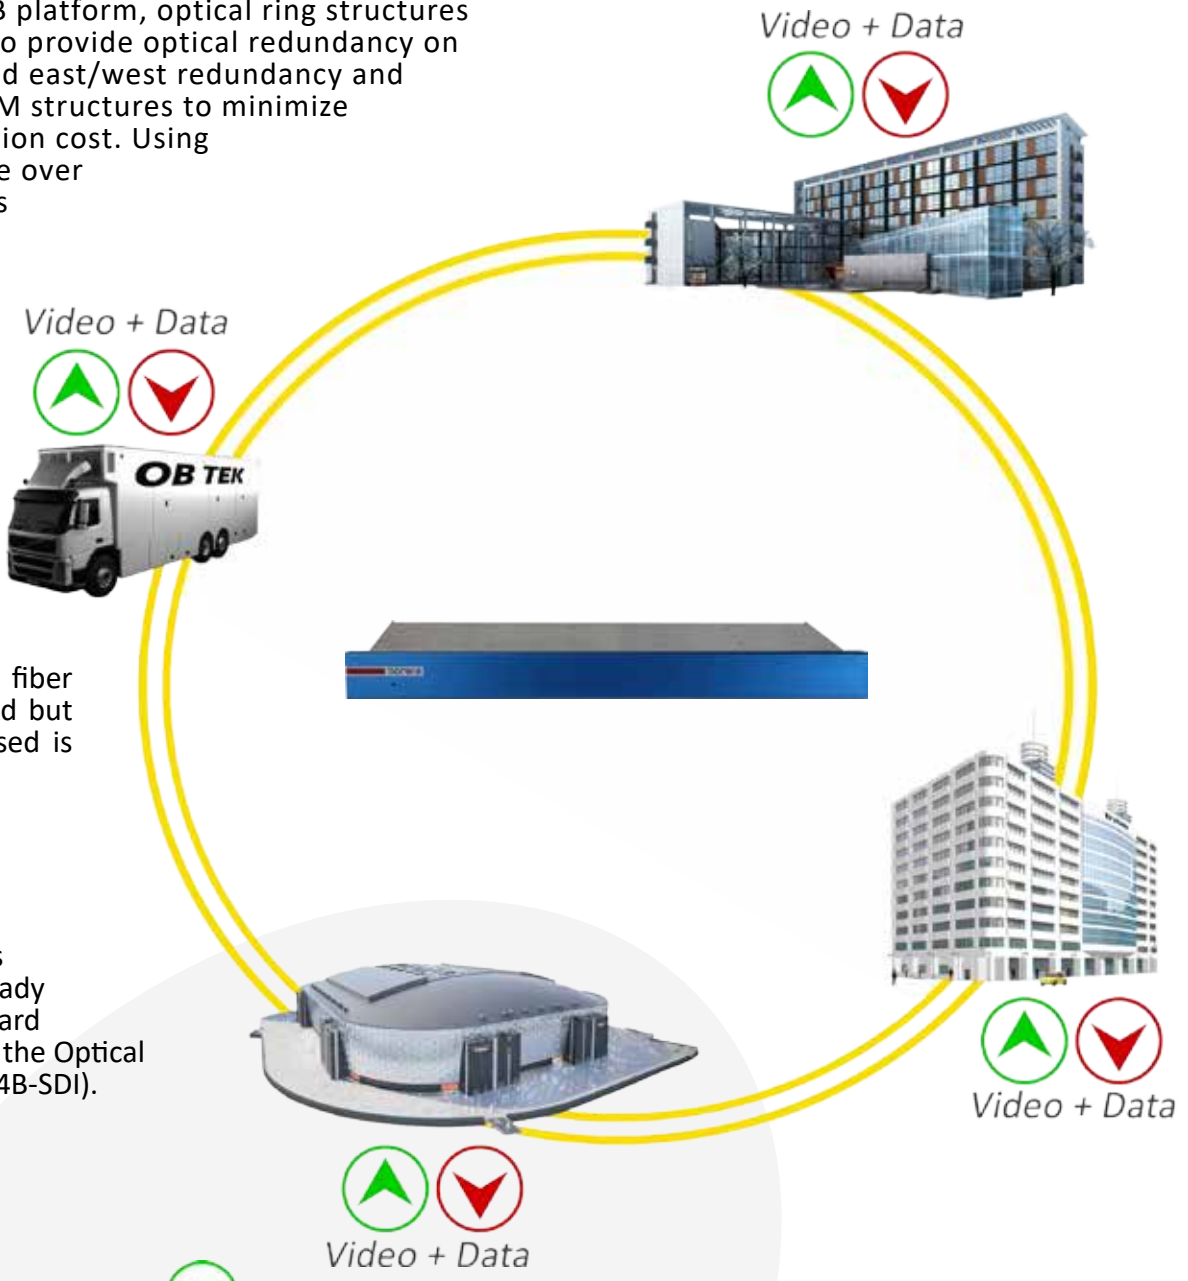 B platform, optical ring structures
o provide optical redundancy on
d east/west redundancy and
M structures to minimize
ion cost. Using
e over
s
Video + Data
Video + Data
OB TEK
fiber
d but
sed is
s
ady
ard
the Optical
4B-SDI).
Video + Data
Video + Data